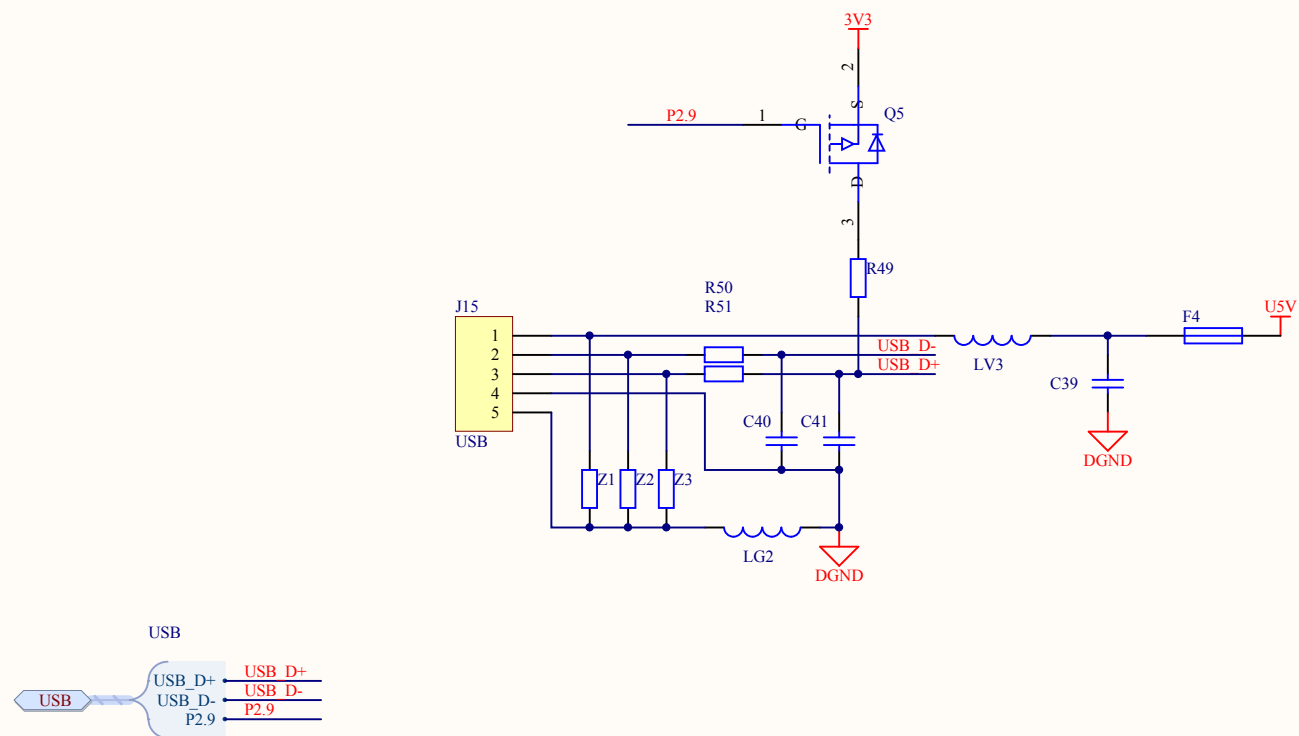 3V3
2
S
Q5
P2.9
1
G
D
3
R49
R50
R51
J15
1
2
3
4
5
USB
USB_D-
USB_D+
LV3
F4
U5V
C39
DGND
C40
C41
Z1
Z2
Z3
LG2
DGND
USB
USB
USB_D+
USB_D-
P2.9
USB_D+
USB_D-
P2.9